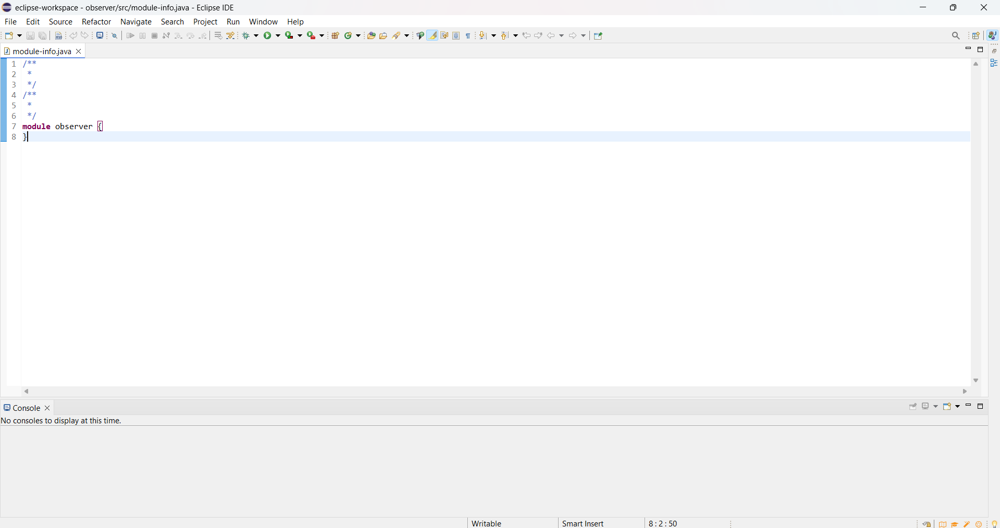 eclipse-workspace - observer/src/module-info.java - Eclipse IDE
File Edit Source Refactor Navigate Search Project Run Window Help
module-info.java
1 /**
2  *
3  */
4 /**
5  *
6  */
7 module observer {
8 }
Console
No consoles to display at this time.
Writable Smart Insert 8 : 2 : 50